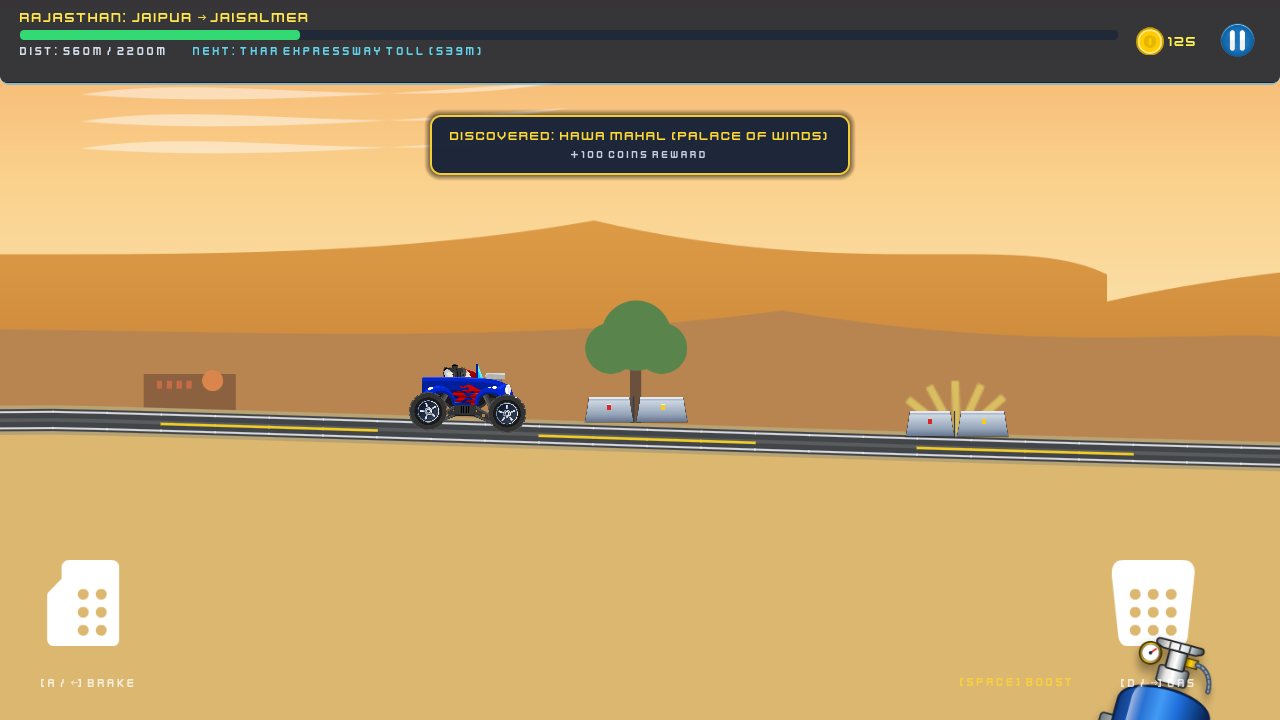 RAJASTHAN: JAIPUR → JAISALMER
DIST: 560M / 2200M NEXT: THAR EXPRESSWAY TOLL (539M)
125
DISCOVERED: HAWA MAHAL (PALACE OF WINDS)
+100 COINS REWARD
[A / ←] BRAKE
[SPACE] BOOST
[D / →] GAS